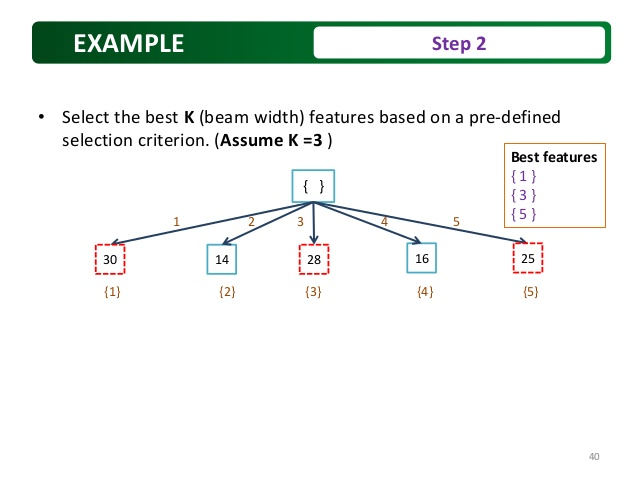 EXAMPLE
Step 2
• Select the best K (beam width) features based on a pre-defined
selection criterion. (Assume K =3 )
Best features
{ 1 }
{ 3 }
{ 5 }
{ }
1 2 3 4 5
30 14 28 16 25
{1} {2} {3} {4} {5}
40